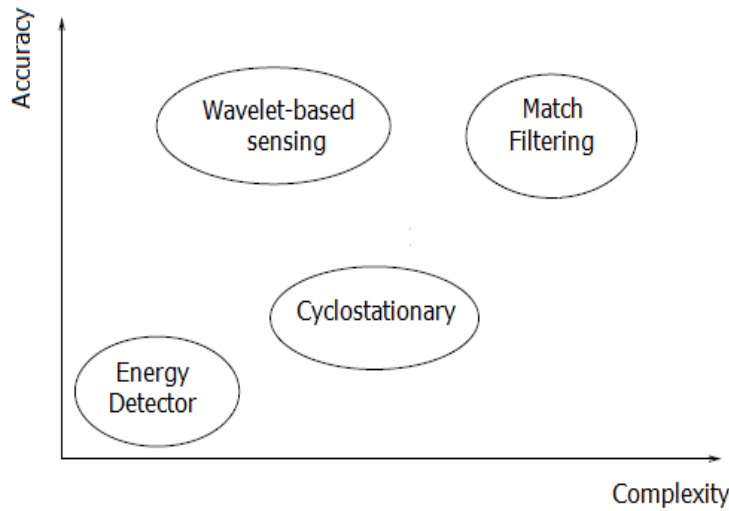 Accuracy
Wavelet-based
sensing
Match
Filtering
Cyclostationary
Energy
Detector
Complexity